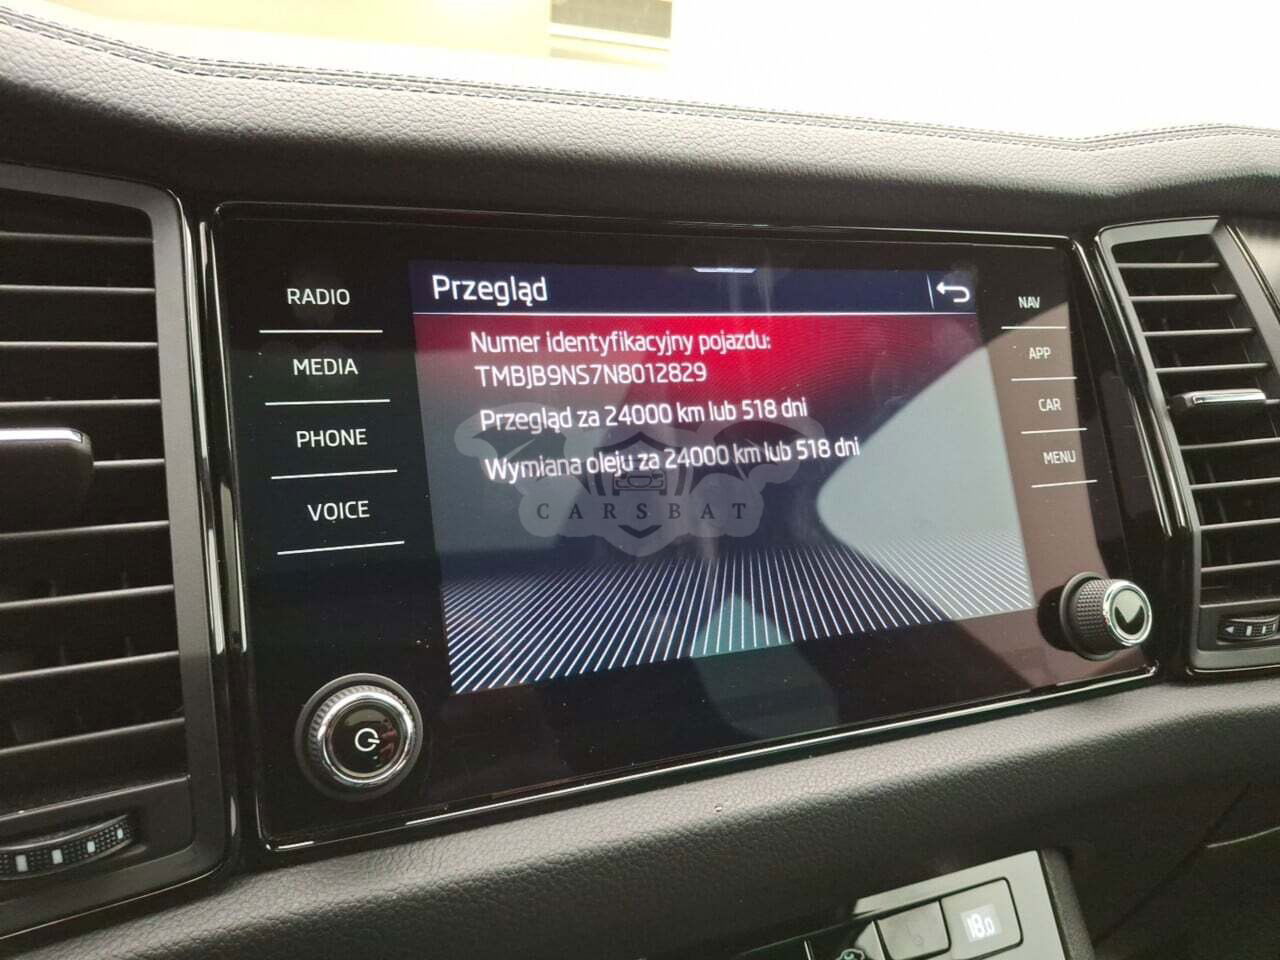 Przegląd
RADIO
MEDIA
PHONE
VOICE
Numer identyfikacyjny pojazdu:
TMBJB9NS7N8012829
Przegląd za 24000 km lub 518 dni
Wymiana oleju za 24000 km lub 518 dni
CARSBAT
NAV
APP
CAR
MENU
18.0